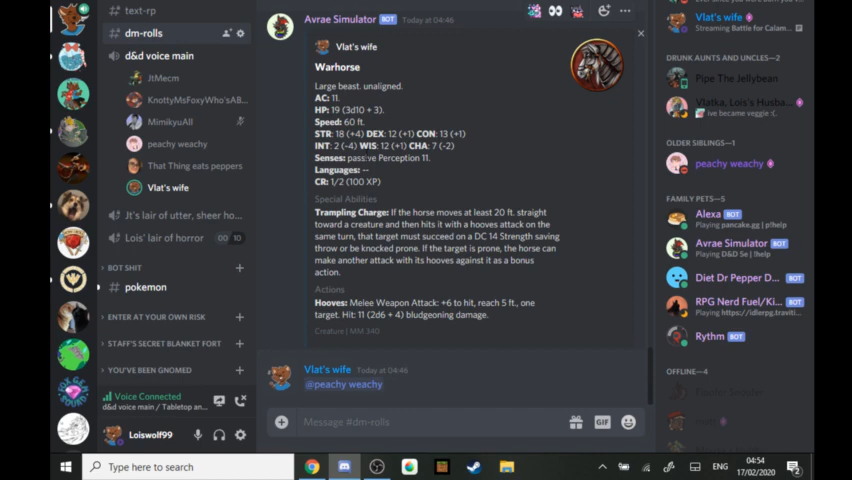 text-rp
dm-rolls
d&d voice main
JtMecm
KnottyMsFoxyWho'sAB...
MimikyuAll
peachy weachy
That Thing eats peppers
Vlat's wife
Jt's lair of utter, sheer ho...
Lois' lair of horror
00 10
BOT SHIT
pokemon
ENTER AT YOUR OWN RISK
STAFF'S SECRET BLANKET FORT
YOU'VE BEEN GNOMED
Voice Connected
d&d voice main / Tabletop an...
Loiswolf99
Avrae Simulator BOT Today at 04:46
Vlat's wife
Warhorse
Large beast. unaligned.
AC: 11.
HP: 19 (3d10 + 3).
Speed: 60 ft.
STR: 18 (+4) DEX: 12 (+1) CON: 13 (+1)
INT: 2 (-4) WIS: 12 (+1) CHA: 7 (-2)
Senses: passive Perception 11.
Languages: --
CR: 1/2 (100 XP)
Special Abilities
Trampling Charge: If the horse moves at least 20 ft. straight
toward a creature and then hits it with a hooves attack on the
same turn, that target must succeed on a DC 14 Strength saving
throw or be knocked prone. If the target is prone, the horse can
make another attack with its hooves against it as a bonus
action.
Actions
Hooves: Melee Weapon Attack: +6 to hit, reach 5 ft., one
target. Hit: 11 (2d6 + 4) bludgeoning damage.
Creature | MM 340
Vlat's wife Today at 04:46
@peachy weachy
Message #dm-rolls
GIF
Vlat's wife
Streaming Battle for Calam...
DRUNK AUNTS AND UNCLES—2
Pipe The Jellybean
Vlatka, Lois's Husba...
ive became veggie :(.
OLDER SIBLINGS—1
peachy weachy
FAMILY PETS—5
Alexa BOT
Playing pancake.gg | p!help
Avrae Simulator BOT
Playing D&D 5e | !help
Diet Dr Pepper D... BOT
RPG Nerd Fuel/Ki... BOT
Playing https://idlerpg.traviti...
Rythm BOT
OFFLINE—4
Type here to search
ENG
04:54
17/02/2020
2